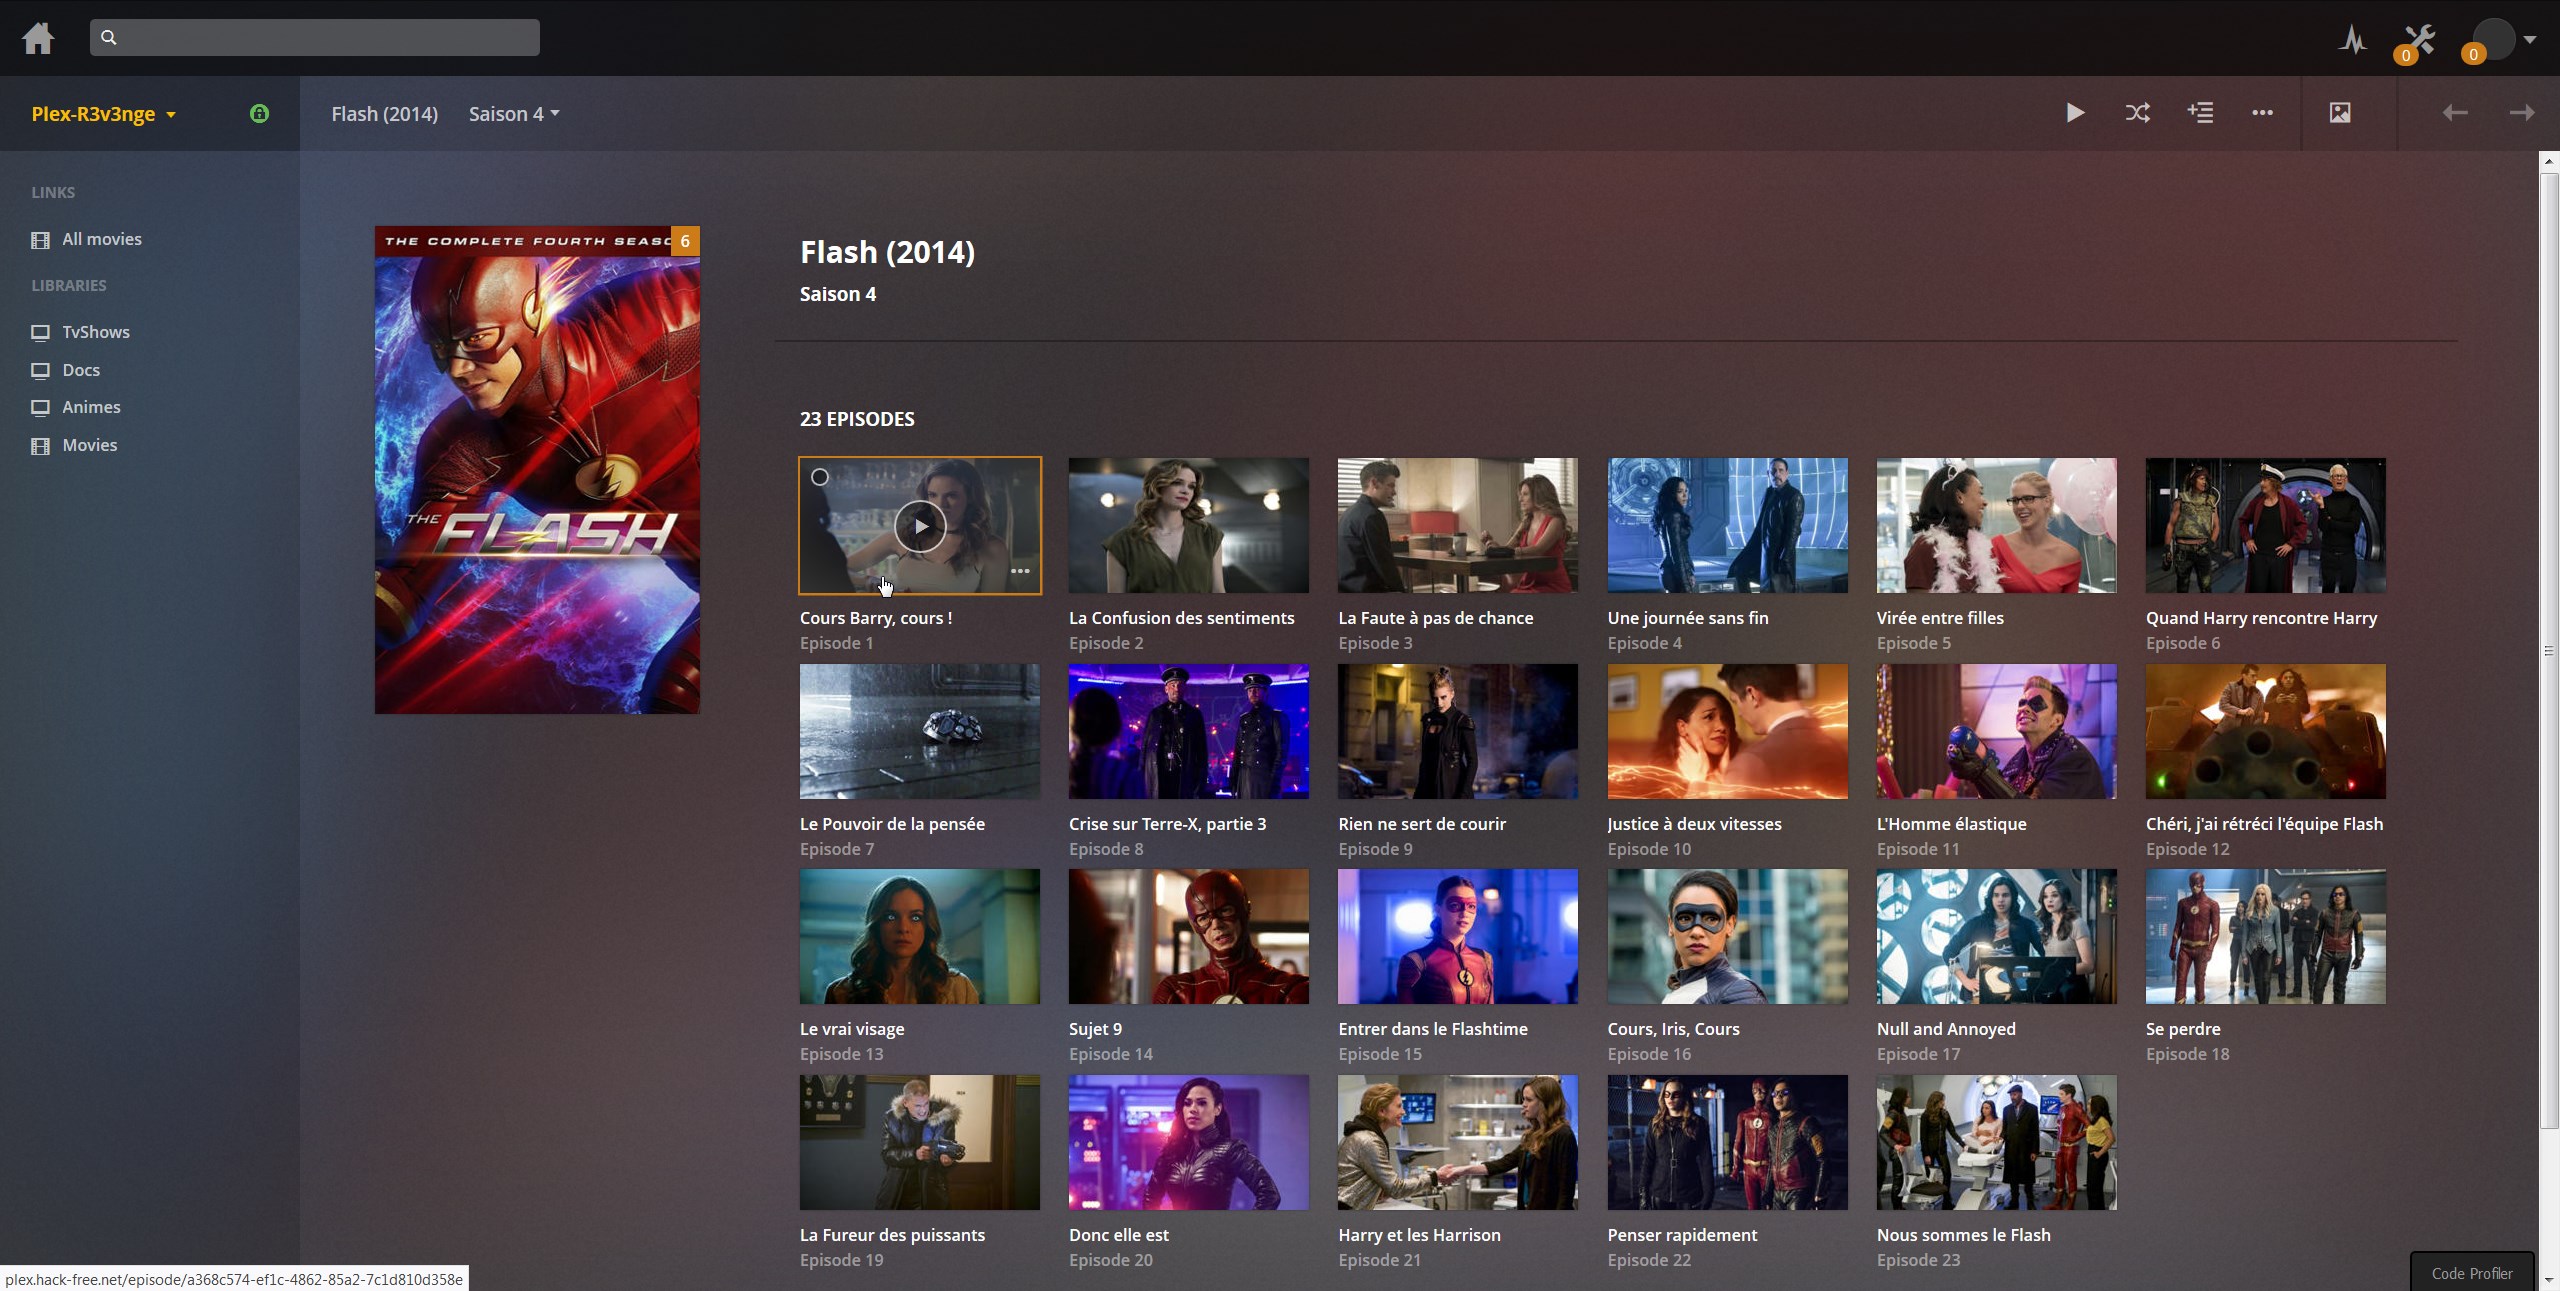 0
0
Plex-R3v3nge
Flash (2014) Saison 4
LINKS
All movies
LIBRARIES
TvShows
Docs
Animes
Movies
THE COMPLETE FOURTH SEASO
6
THE FLASH
Flash (2014)
Saison 4
23 EPISODES
Cours Barry, cours !
Episode 1
La Confusion des sentiments
Episode 2
La Faute à pas de chance
Episode 3
Une journée sans fin
Episode 4
Virée entre filles
Episode 5
Quand Harry rencontre Harry
Episode 6
Le Pouvoir de la pensée
Episode 7
Crise sur Terre-X, partie 3
Episode 8
Rien ne sert de courir
Episode 9
Justice à deux vitesses
Episode 10
L'Homme élastique
Episode 11
Chéri, j'ai rétréci l'équipe Flash
Episode 12
Le vrai visage
Episode 13
Sujet 9
Episode 14
Entrer dans le Flashtime
Episode 15
Cours, Iris, Cours
Episode 16
Null and Annoyed
Episode 17
Se perdre
Episode 18
La Fureur des puissants
Episode 19
Donc elle est
Episode 20
Harry et les Harrison
Episode 21
Penser rapidement
Episode 22
Nous sommes le Flash
Episode 23
plex.hack-free.net/episode/a368c574-ef1c-4862-85a2-7c1d810d358e
Code Profiler